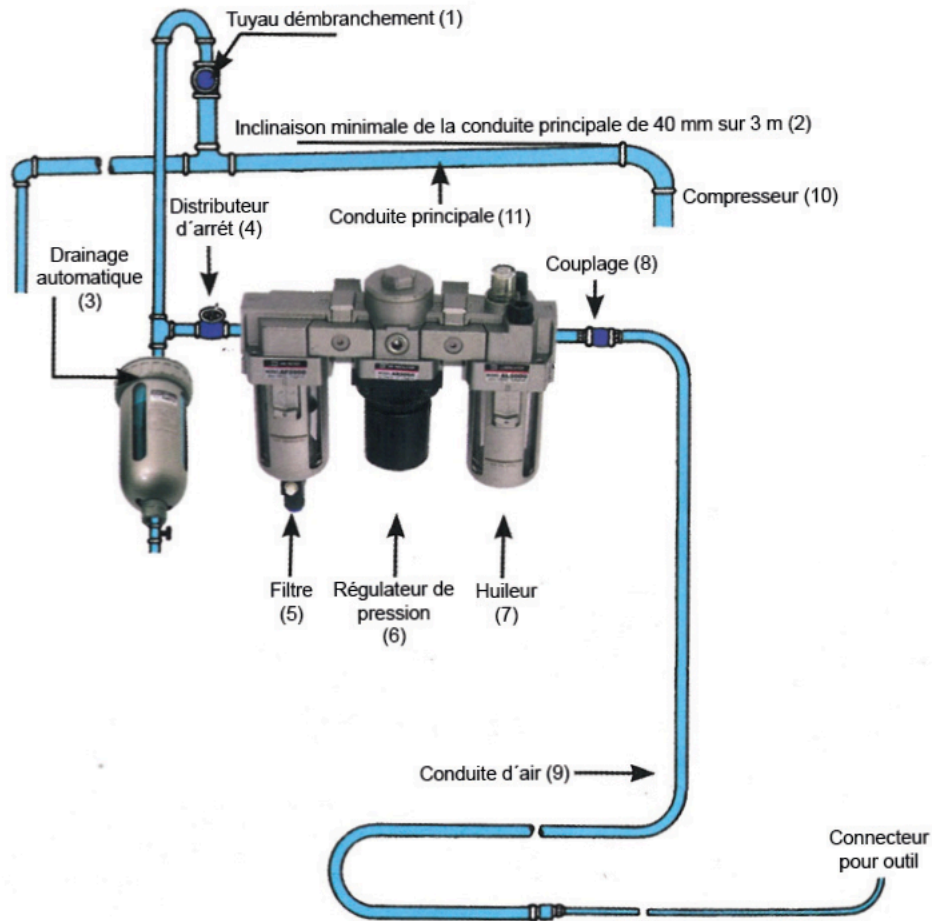 Tuyau démbranchement (1)
Inclinaison minimale de la conduite principale de 40 mm sur 3 m (2)
Distributeur
d´arrét (4)
Conduite principale (11)
Compresseur (10)
Drainage
automatique
(3)
Couplage (8)
Filtre
(5)
Régulateur de
pression
(6)
Huileur
(7)
Conduite d´air (9)
Connecteur
pour outil